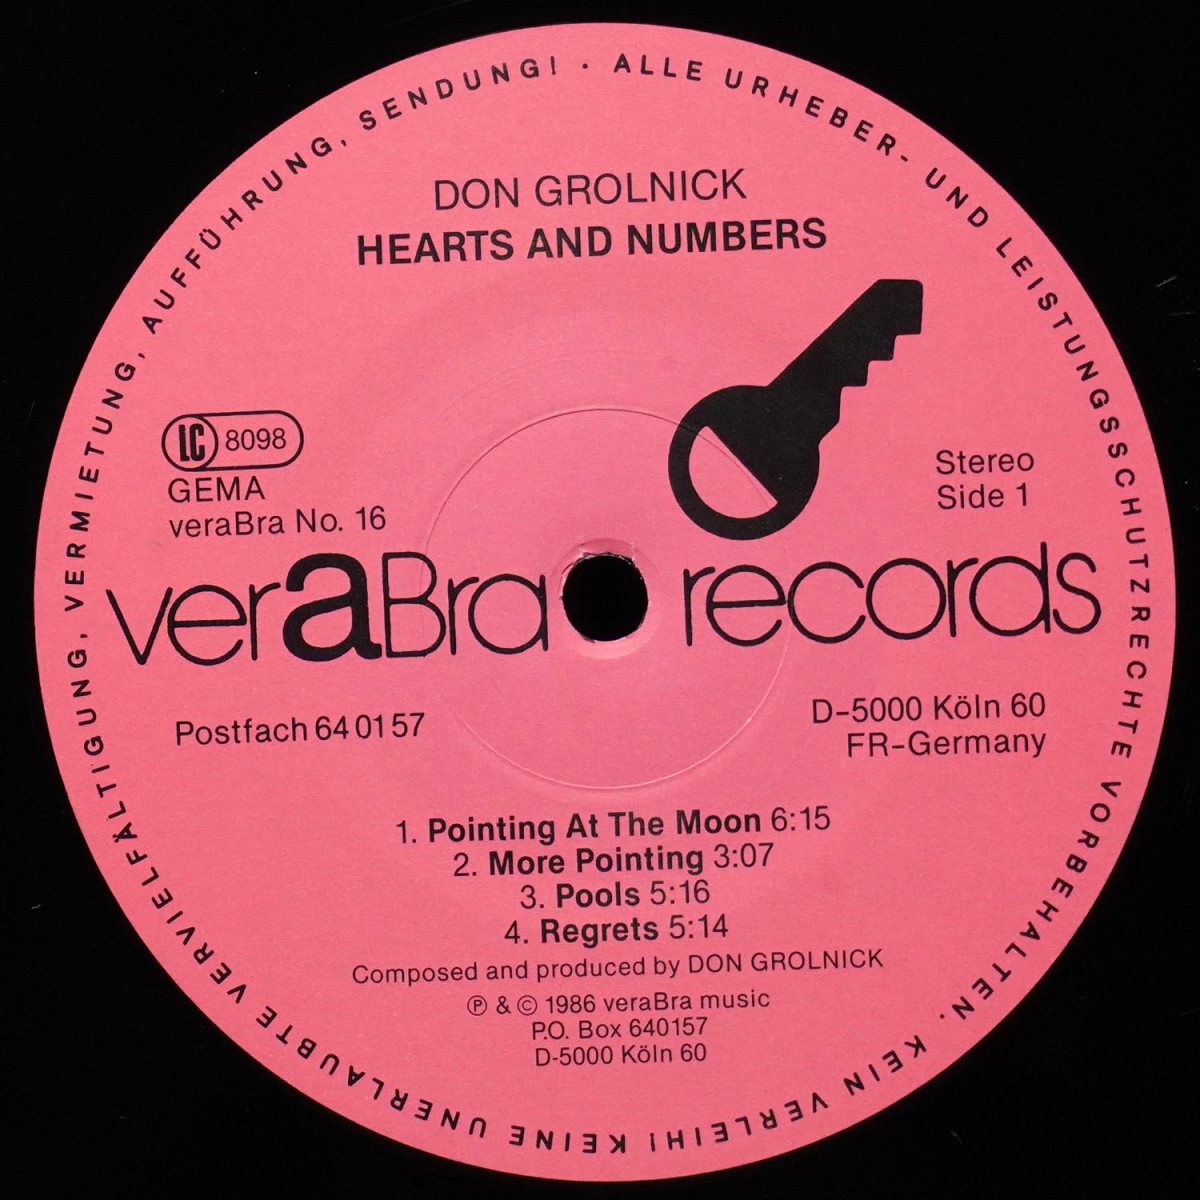 ALLE URHEBER- UND LEISTUNGSSCHUTZRECHTE VORBEHALTEN. KEIN VERLEIH! KEINE UNERLAUBTE VERVIELFÄLTIGUNG, VERMIETUNG, AUFFÜHRUNG, SENDUNG! ·
DON GROLNICK
HEARTS AND NUMBERS
LC 8098
GEMA
veraBra No. 16
Stereo
Side 1
veraBra records
Postfach 64 01 57
D-5000 Köln 60
FR-Germany
1. Pointing At The Moon 6:15
2. More Pointing 3:07
3. Pools 5:16
4. Regrets 5:14
Composed and produced by DON GROLNICK
℗ & © 1986 veraBra music
P.O. Box 640157
D-5000 Köln 60